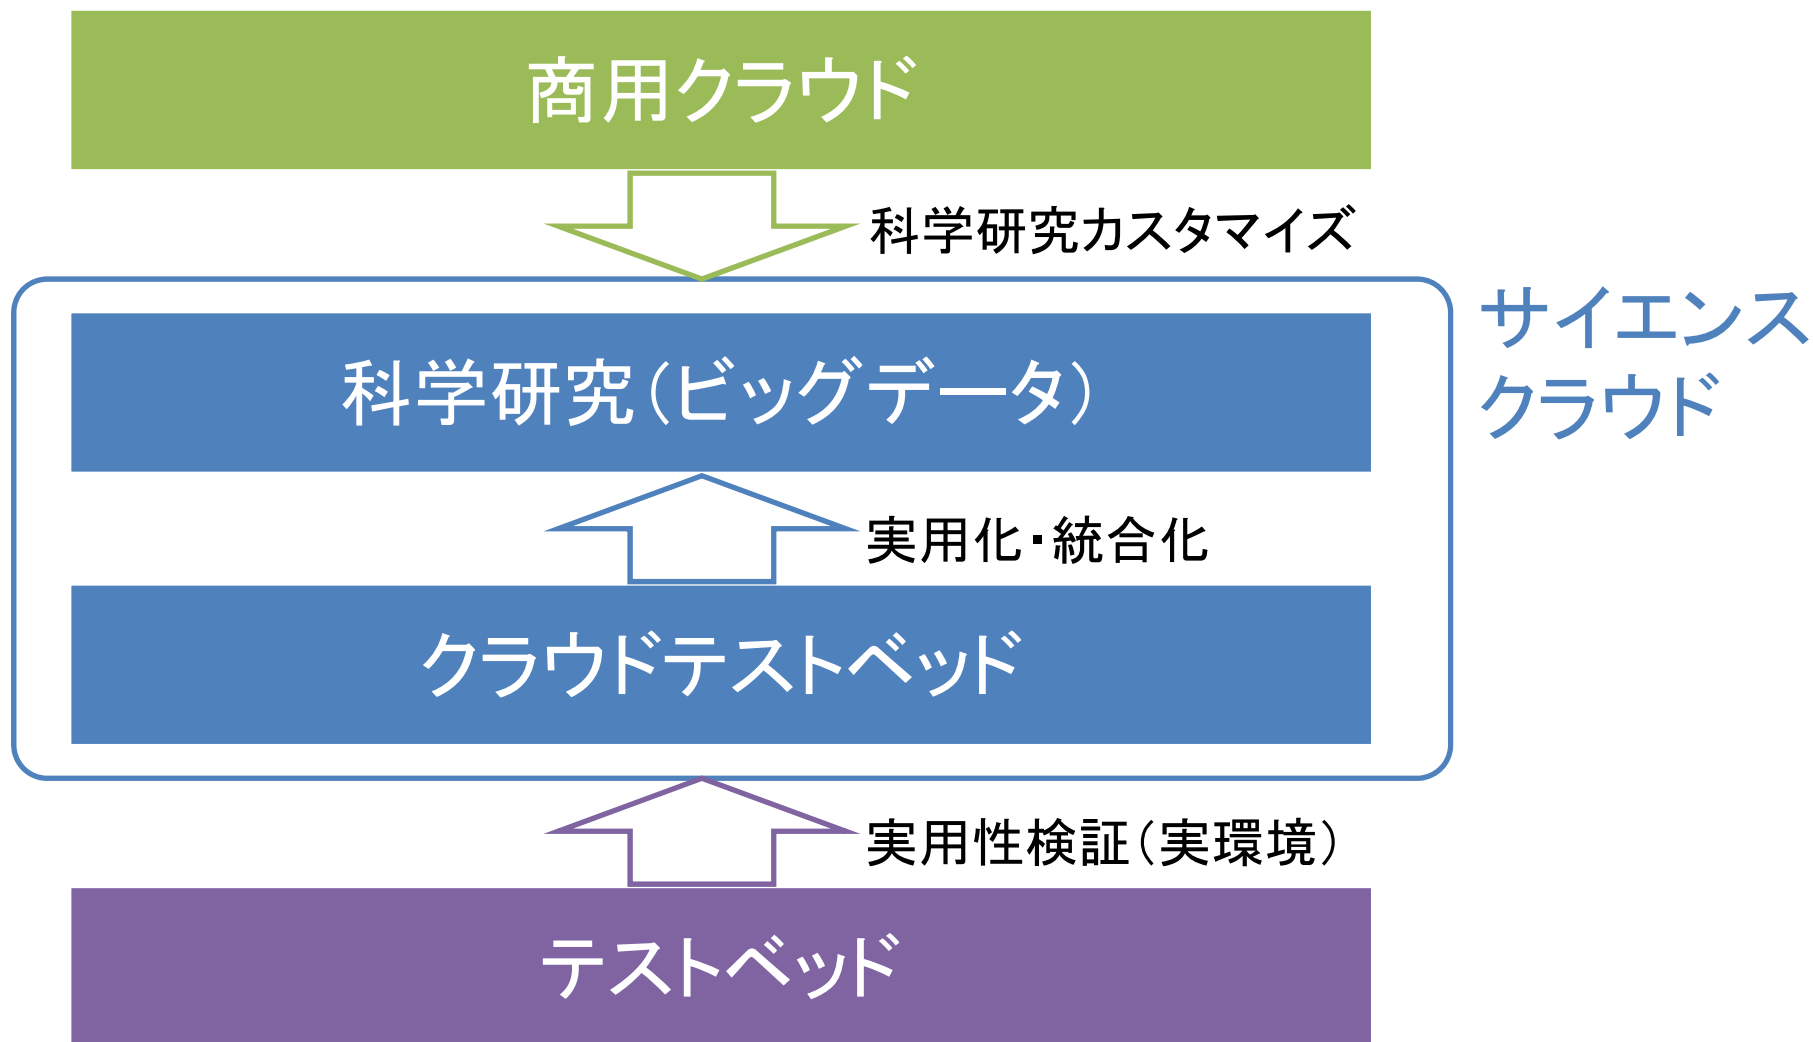 商用クラウド
科学研究カスタマイズ
サイエンス
クラウド
科学研究(ビッグデータ)
実用化・統合化
クラウドテストベッド
実用性検証(実環境)
テストベッド